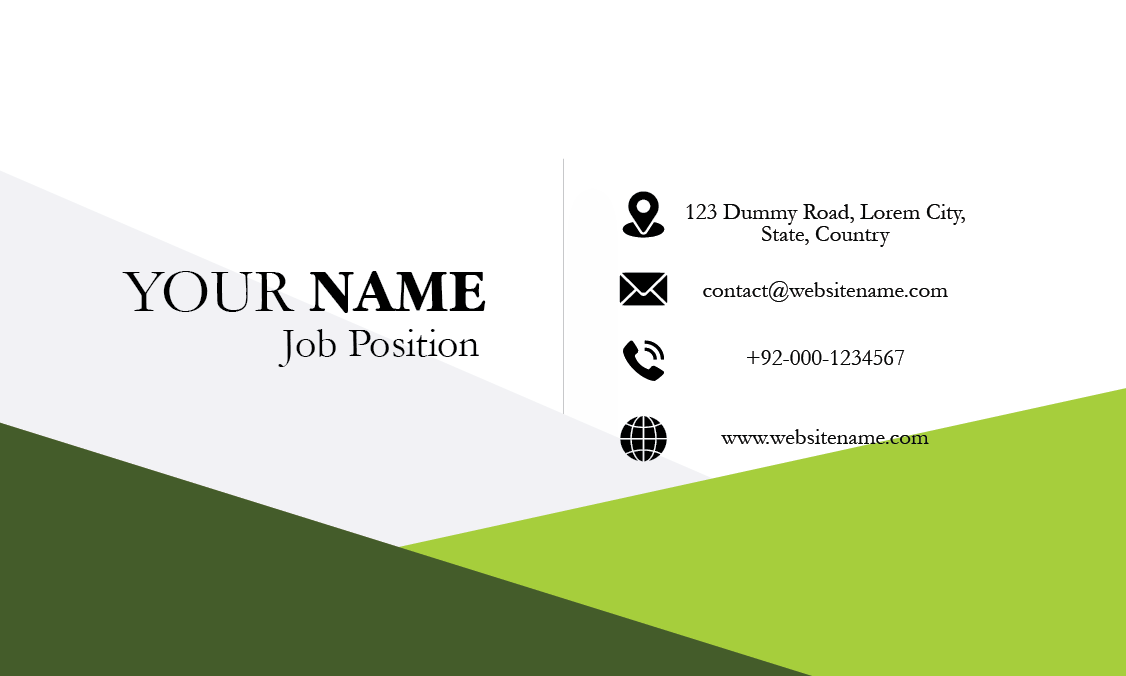 YOUR NAME
Job Position
123 Dummy Road, Lorem City,
State, Country
contact@websitename.com
+92-000-1234567
www.websitename.com